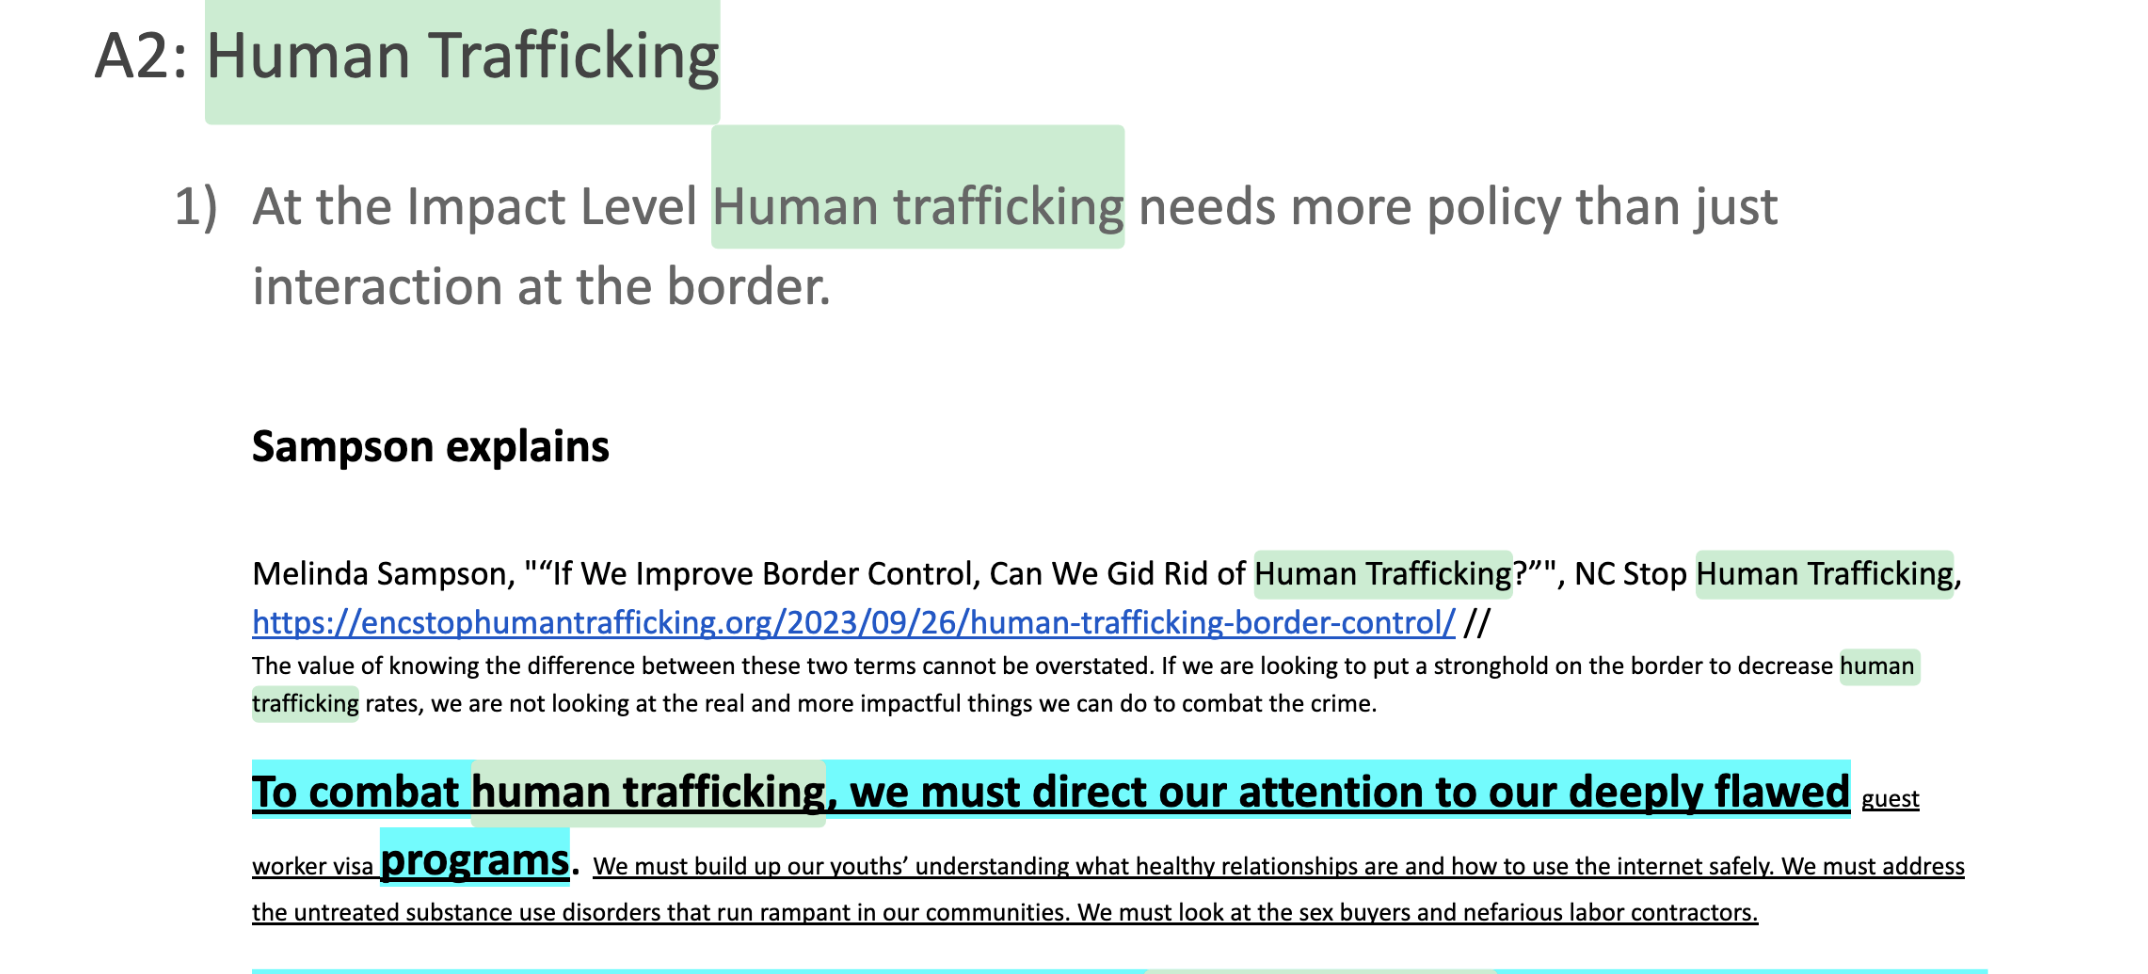 A2: Human Trafficking
1) At the Impact Level Human trafficking needs more policy than just
interaction at the border.
Sampson explains
Melinda Sampson, "“If We Improve Border Control, Can We Gid Rid of Human Trafficking?”", NC Stop Human Trafficking,
https://encstophumantrafficking.org/2023/09/26/human-trafficking-border-control/ //
The value of knowing the difference between these two terms cannot be overstated. If we are looking to put a stronghold on the border to decrease human
trafficking rates, we are not looking at the real and more impactful things we can do to combat the crime.
To combat human trafficking, we must direct our attention to our deeply flawed guest
worker visa programs. We must build up our youths’ understanding what healthy relationships are and how to use the internet safely. We must address
the untreated substance use disorders that run rampant in our communities. We must look at the sex buyers and nefarious labor contractors.